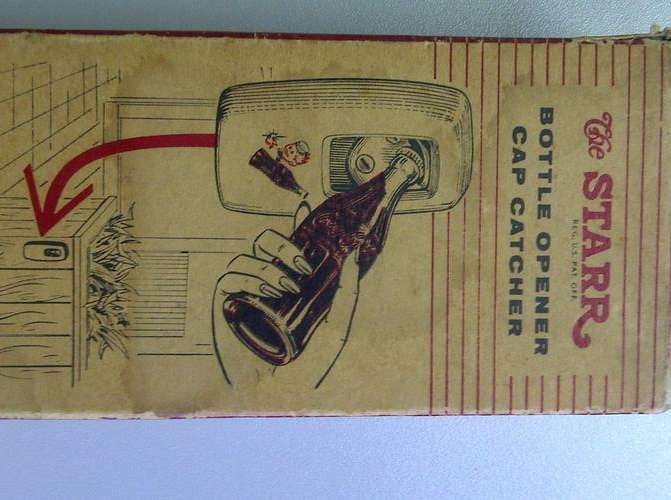 The STARR
REG. U.S. PAT. OFF.
BOTTLE OPENER
CAP CATCHER